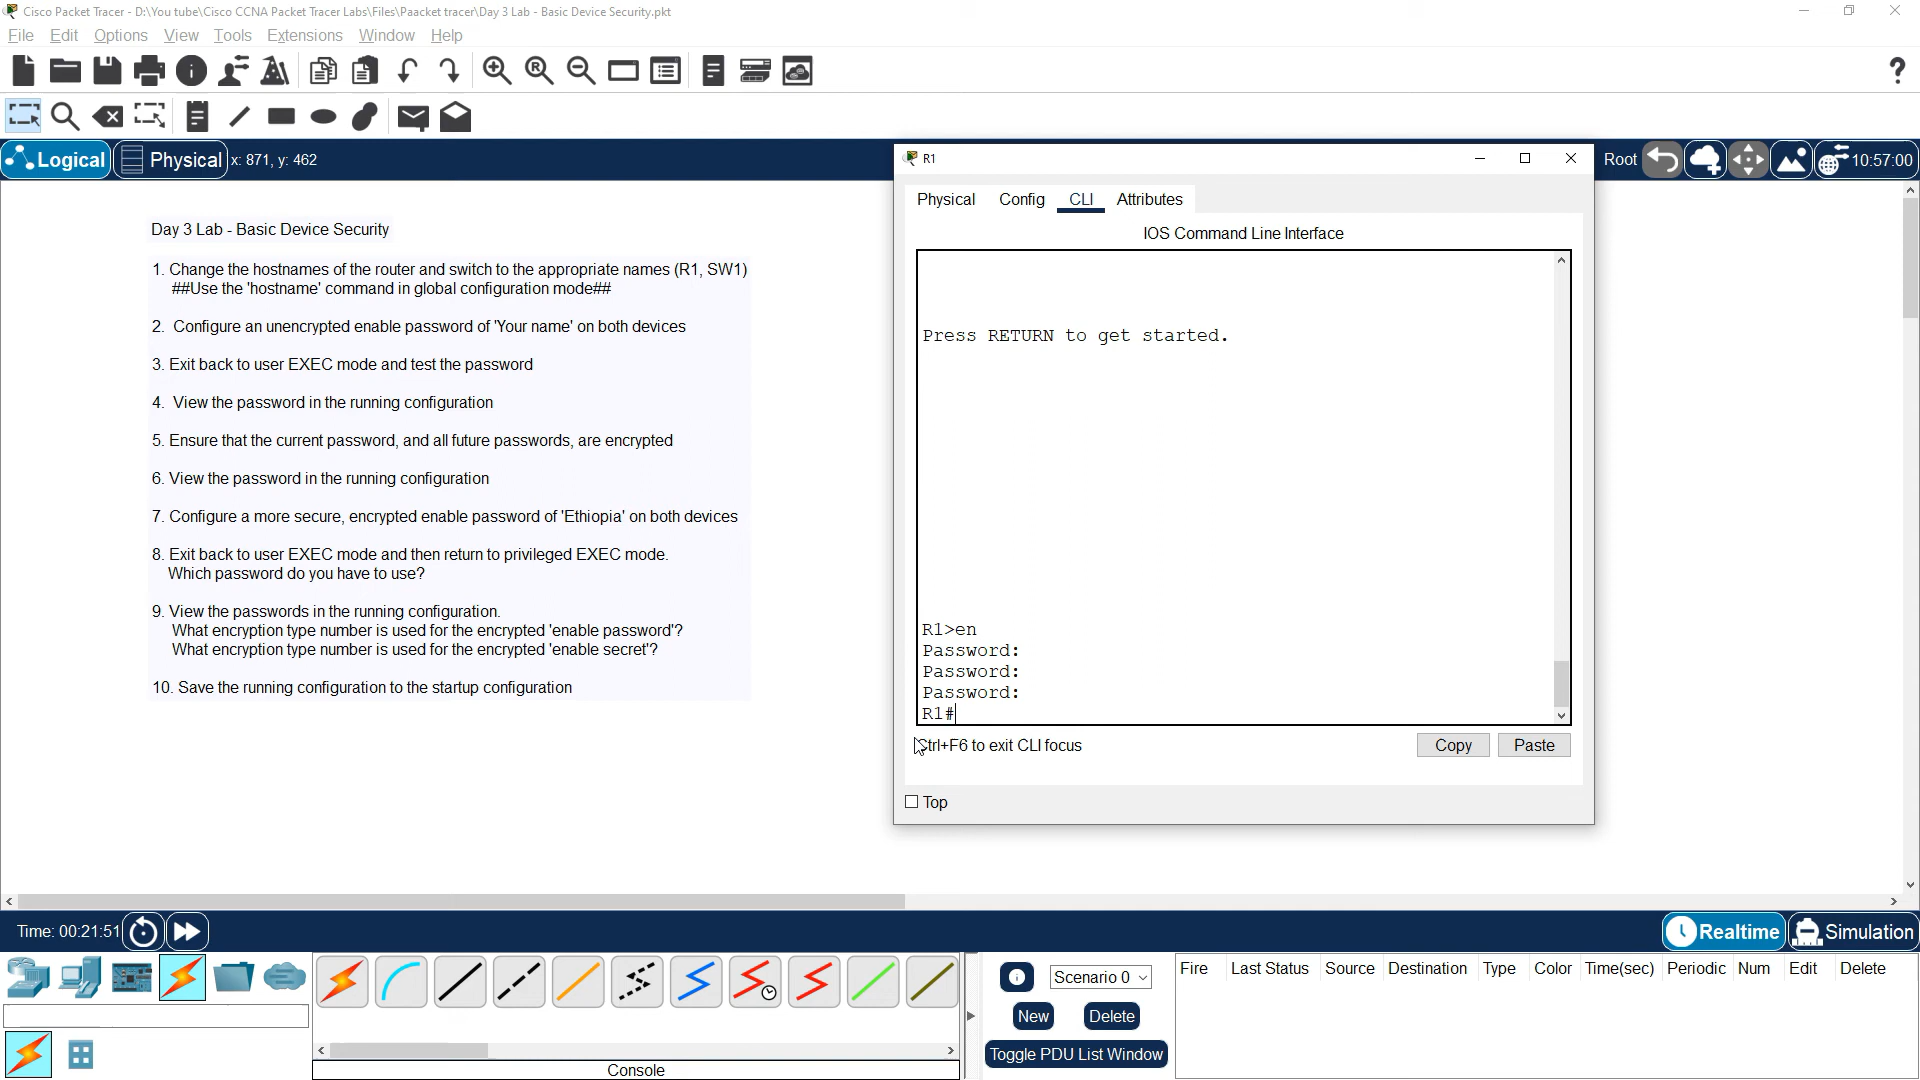 Cisco Packet Tracer - D:\You tube\Cisco CCNA Packet Tracer Labs\Files\Paacket tracer\Day 3 Lab - Basic Device Security.pkt
File Edit Options View Tools Extensions Window Help
?
Logical Physical x: 871, y: 462
Root 10:57:00
R1
Physical Config CLI Attributes
IOS Command Line Interface
Press RETURN to get started.
R1>en
Password:
Password:
Password:
R1#
Ctrl+F6 to exit CLI focus
Copy Paste
Top
Day 3 Lab - Basic Device Security
1. Change the hostnames of the router and switch to the appropriate names (R1, SW1)
##Use the 'hostname' command in global configuration mode##
2. Configure an unencrypted enable password of 'Your name' on both devices
3. Exit back to user EXEC mode and test the password
4. View the password in the running configuration
5. Ensure that the current password, and all future passwords, are encrypted
6. View the password in the running configuration
7. Configure a more secure, encrypted enable password of 'Ethiopia' on both devices
8. Exit back to user EXEC mode and then return to privileged EXEC mode.
Which password do you have to use?
9. View the passwords in the running configuration.
What encryption type number is used for the encrypted 'enable password'?
What encryption type number is used for the encrypted 'enable secret'?
10. Save the running configuration to the startup configuration
Time: 00:21:51
Realtime Simulation
Scenario 0
New Delete
Toggle PDU List Window
Fire Last Status Source Destination Type Color Time(sec) Periodic Num Edit Delete
Console